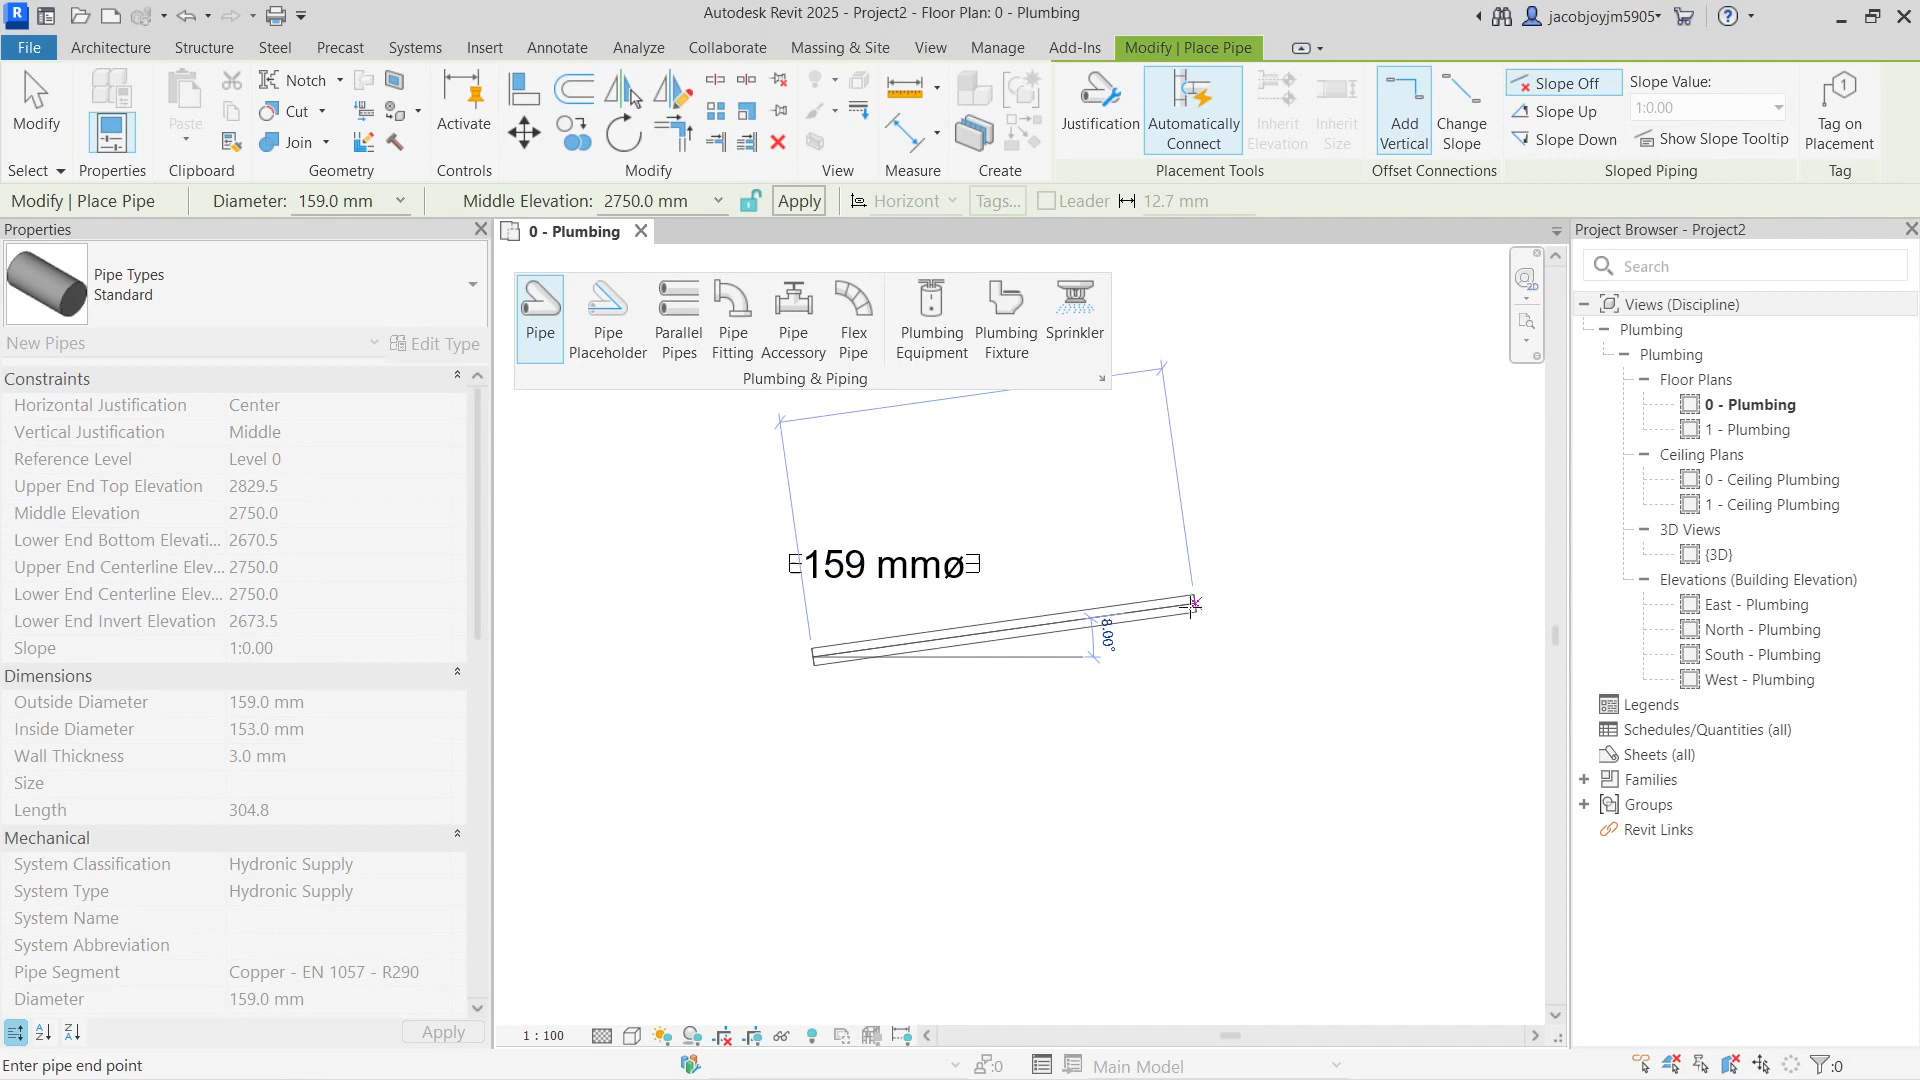 Autodesk Revit 2025 - Project2 - Floor Plan: 0 - Plumbing
jacobjoyjm5905
File Architecture Structure Steel Precast Systems Insert Annotate Analyze Collaborate Massing & Site View Manage Add-Ins Modify | Place Pipe
Modify
Paste
Notch
Cut
Join
Activate
Justification
Automatically Connect
Inherit Elevation
Inherit Size
Add Vertical
Change Slope
Slope Off
Slope Up
Slope Down
Slope Value:
1:0.00
Show Slope Tooltip
Tag on Placement
Select Properties Clipboard Geometry Controls Modify View Measure Create Placement Tools Offset Connections Sloped Piping Tag
Modify | Place Pipe Diameter: 159.0 mm Middle Elevation: 2750.0 mm Apply Horizont Tags... Leader 12.7 mm
Properties
Pipe Types
Standard
New Pipes Edit Type
Constraints
Horizontal Justification Center
Vertical Justification Middle
Reference Level Level 0
Upper End Top Elevation 2829.5
Middle Elevation 2750.0
Lower End Bottom Elevati... 2670.5
Upper End Centerline Elev... 2750.0
Lower End Centerline Elev... 2750.0
Lower End Invert Elevation 2673.5
Slope 1:0.00
Dimensions
Outside Diameter 159.0 mm
Inside Diameter 153.0 mm
Wall Thickness 3.0 mm
Size
Length 304.8
Mechanical
System Classification Hydronic Supply
System Type Hydronic Supply
System Name
System Abbreviation
Pipe Segment Copper - EN 1057 - R290
Diameter 159.0 mm
Apply
0 - Plumbing
Pipe
Pipe Placeholder
Parallel Pipes
Pipe Fitting
Pipe Accessory
Flex Pipe
Plumbing Equipment
Plumbing Fixture
Sprinkler
Plumbing & Piping
2D
159 mmø
8.00°
1 : 100
Project Browser - Project2
Search
Views (Discipline)
Plumbing
Plumbing
Floor Plans
0 - Plumbing
1 - Plumbing
Ceiling Plans
0 - Ceiling Plumbing
1 - Ceiling Plumbing
3D Views
{3D}
Elevations (Building Elevation)
East - Plumbing
North - Plumbing
South - Plumbing
West - Plumbing
Legends
Schedules/Quantities (all)
Sheets (all)
Families
Groups
Revit Links
Enter pipe end point :0 Main Model :0